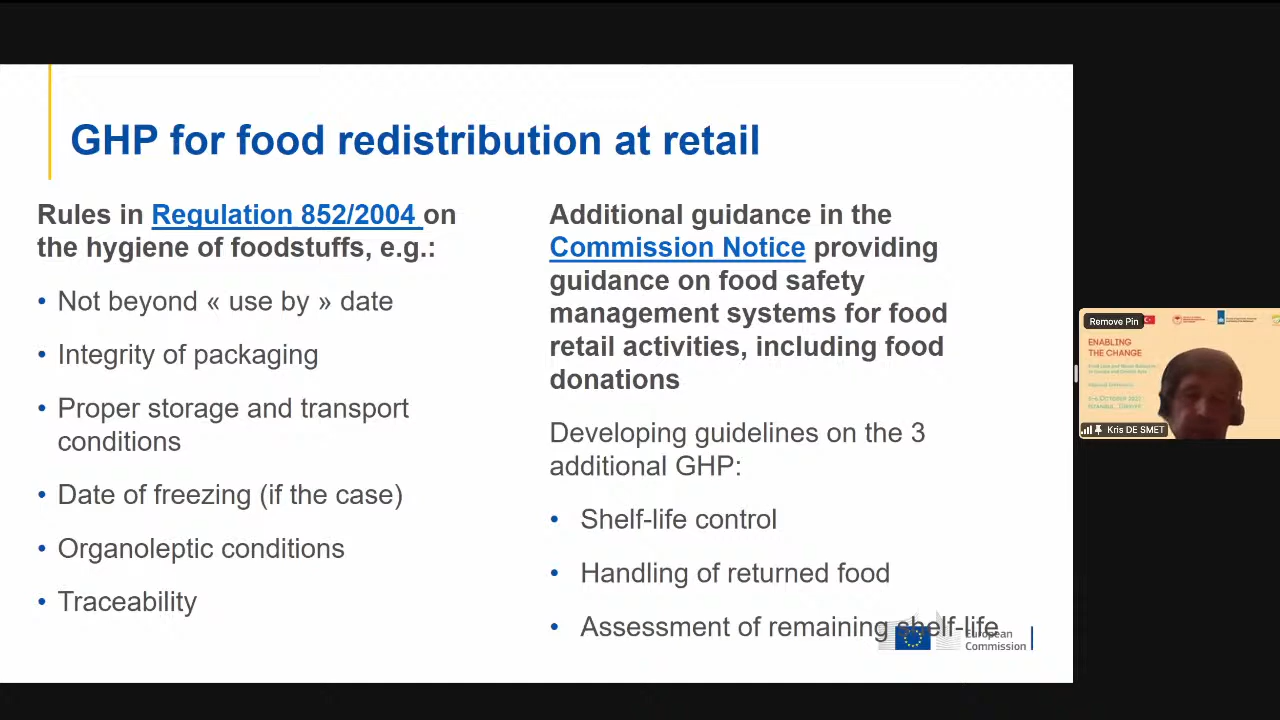 GHP for food redistribution at retail
Rules in Regulation 852/2004 on
the hygiene of foodstuffs, e.g.:
• Not beyond « use by » date
• Integrity of packaging
• Proper storage and transport
conditions
• Date of freezing (if the case)
• Organoleptic conditions
• Traceability
Additional guidance in the
Commission Notice providing
guidance on food safety
management systems for food
retail activities, including food
donations
Developing guidelines on the 3
additional GHP:
• Shelf-life control
• Handling of returned food
• Assessment of remaining shelf-life
European
Commission
Remove Pin
ENABLING
THE CHANGE
Kris DE SMET